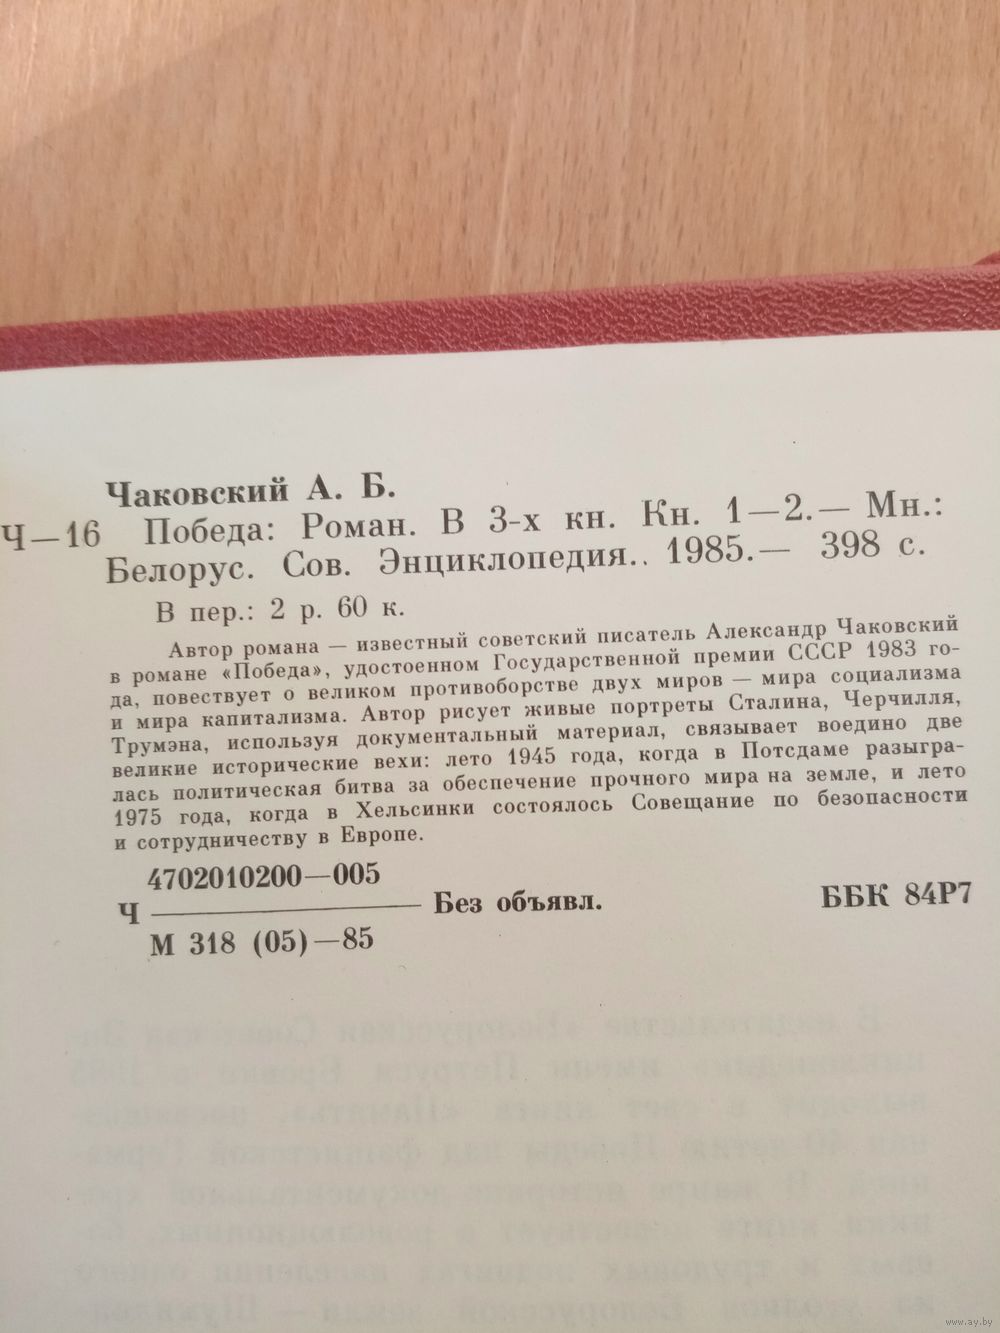 Чаковский А. Б.
Ч—16 Победа: Роман. В 3-х кн. Кн. 1—2.— Мн.:
Белорус. Сов. Энциклопедия.. 1985.— 398 с.
В пер.: 2 р. 60 к.
Автор романа — известный советский писатель Александр Чаковский
в романе «Победа», удостоенном Государственной премии СССР 1983 го-
да, повествует о великом противоборстве двух миров — мира социализма
и мира капитализма. Автор рисует живые портреты Сталина, Черчилля,
Трумэна, используя документальный материал, связывает воедино две
великие исторические вехи: лето 1945 года, когда в Потсдаме разыгра-
лась политическая битва за обеспечение прочного мира на земле, и лето
1975 года, когда в Хельсинки состоялось Совещание по безопасности
и сотрудничеству в Европе.
4702010200—005
Ч — Без объявл. ББК 84Р7
М 318 (05)—85
www.ay.by